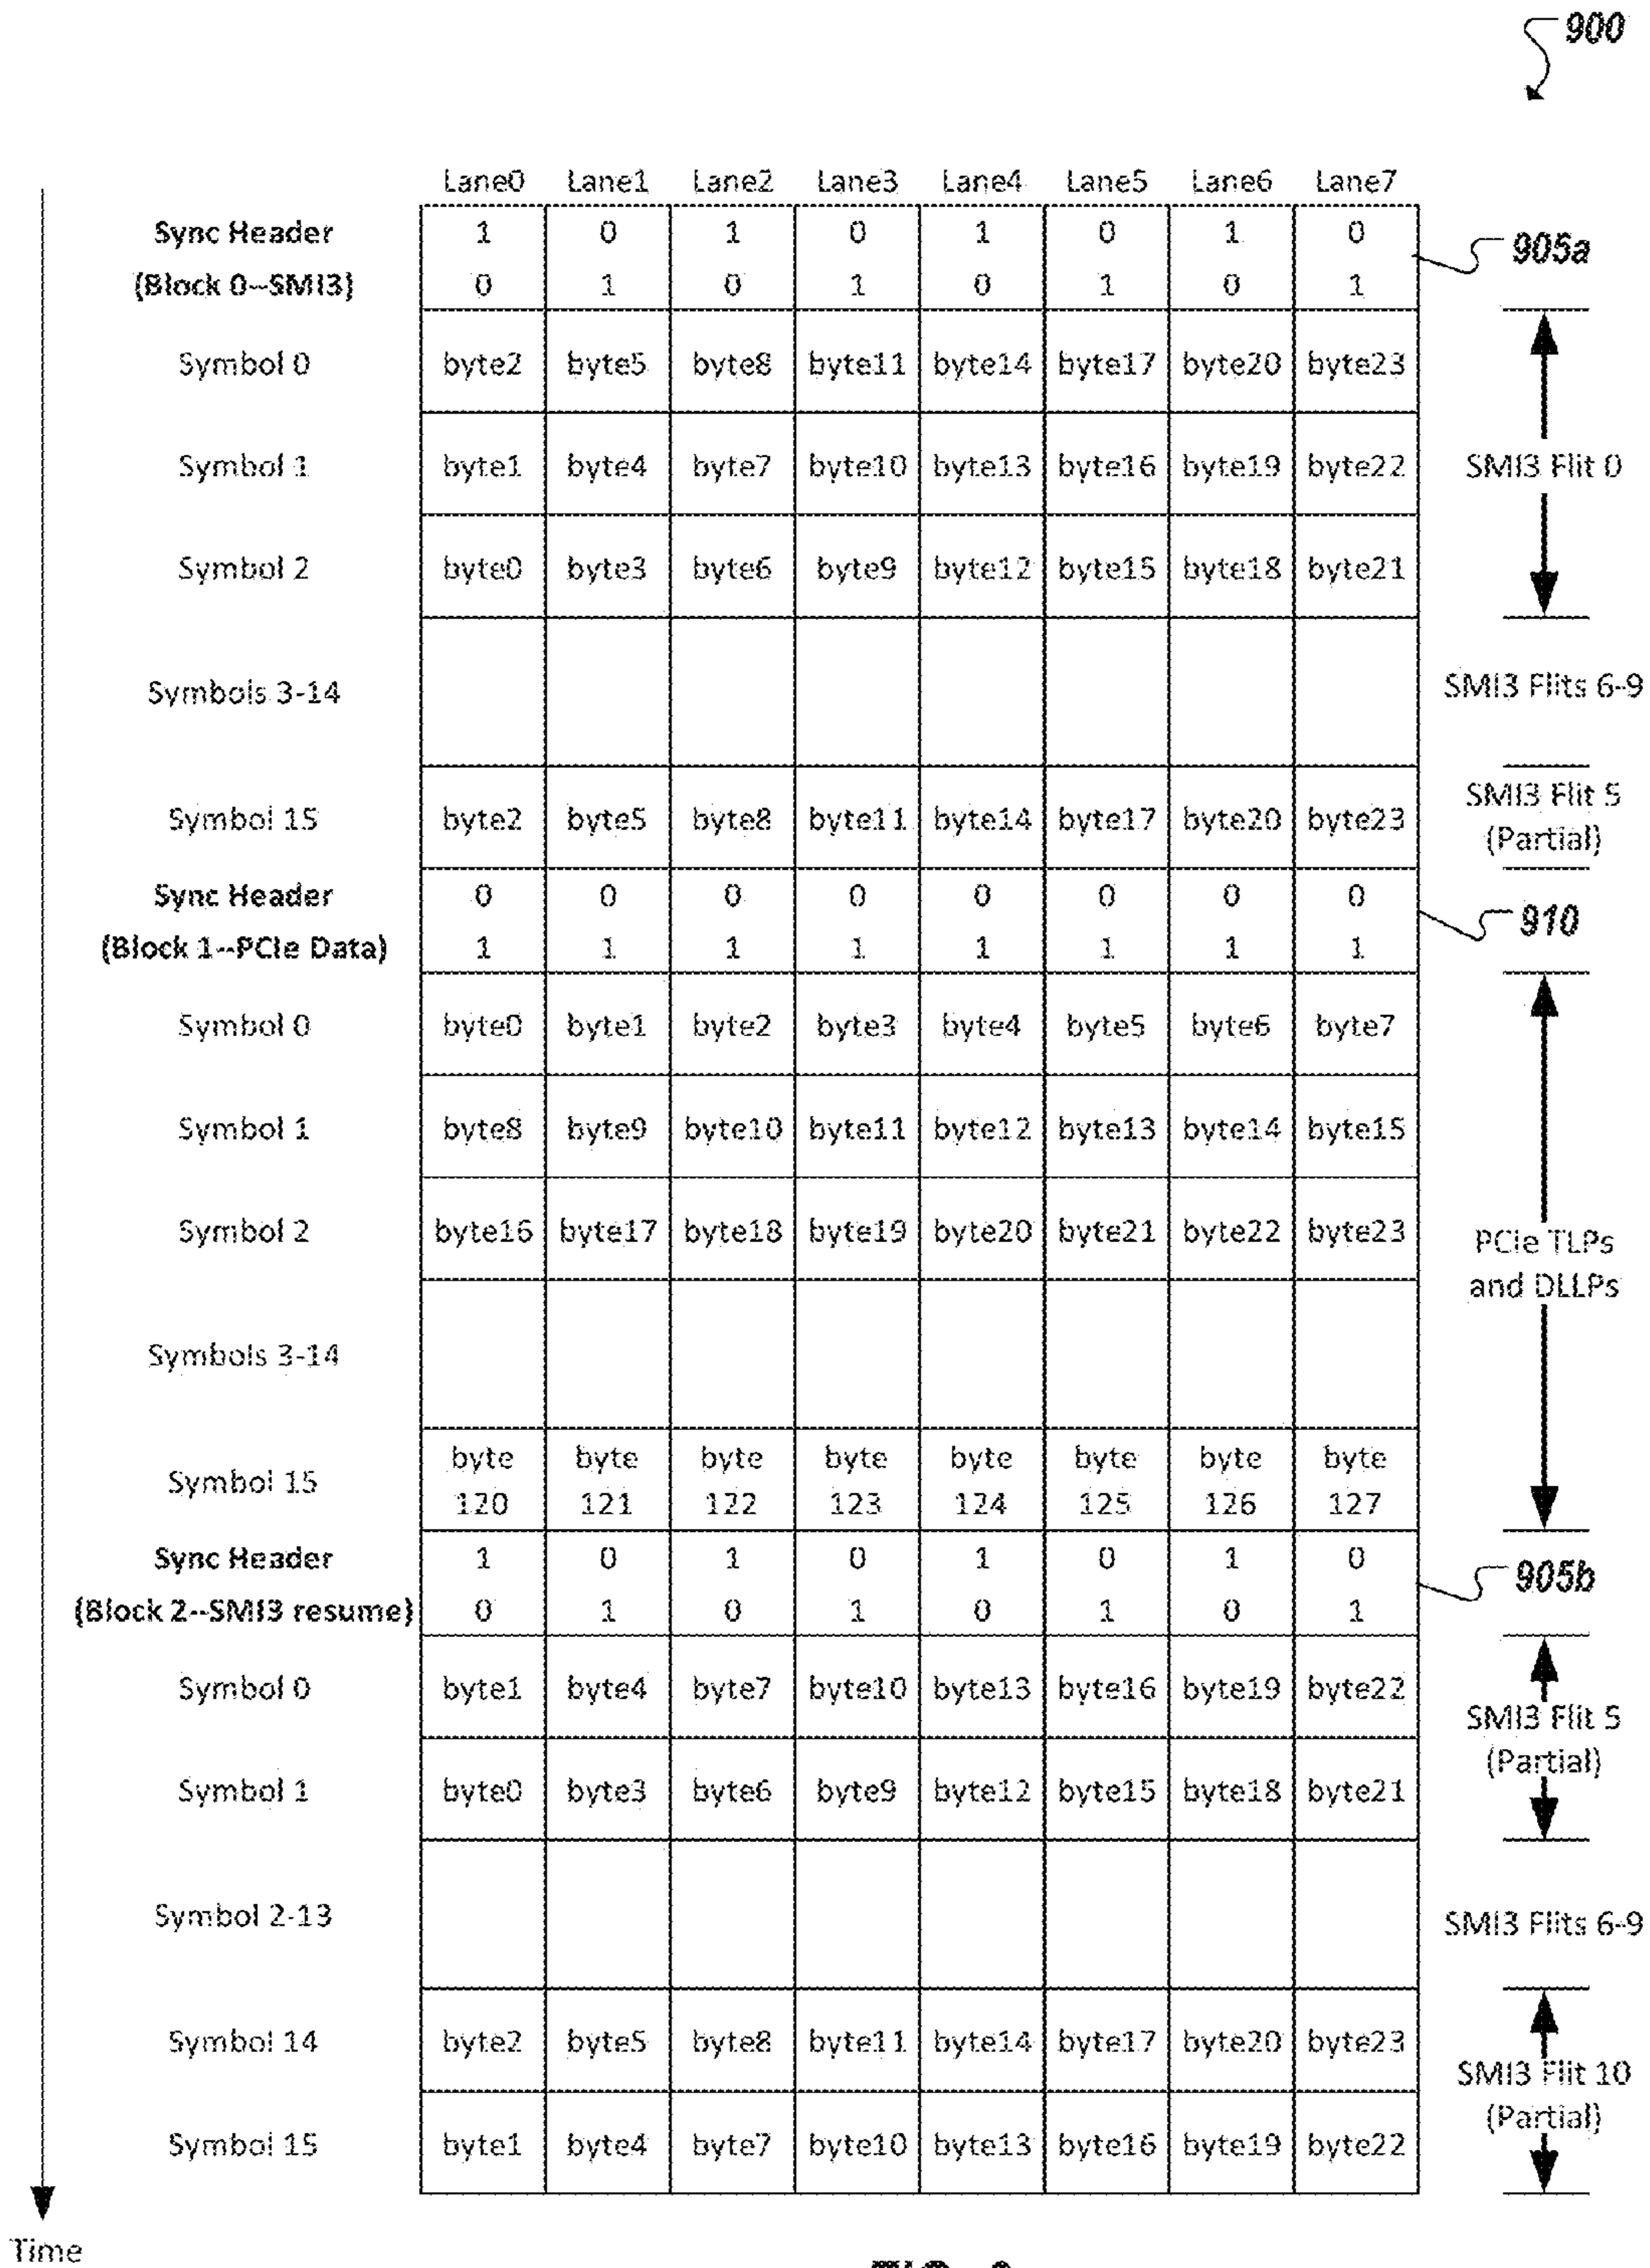 900
Lane0 Lane1 Lane2 Lane3 Lane4 Lane5 Lane6 Lane7
Sync Header 1 0 1 0 1 0 1 0 905a
(Block 0--SMI3) 0 1 0 1 0 1 0 1
Symbol 0 byte2 byte5 byte8 byte11 byte14 byte17 byte20 byte23
Symbol 1 byte1 byte4 byte7 byte10 byte13 byte16 byte19 byte22 SMI3 Flit 0
Symbol 2 byte0 byte3 byte6 byte9 byte12 byte15 byte18 byte21
Symbols 3-14 SMI3 Flits 6-9
Symbol 15 byte2 byte5 byte8 byte11 byte14 byte17 byte20 byte23 SMI3 Flit 5
(Partial)
Sync Header 0 0 0 0 0 0 0 0 910
(Block 1--PCIe Data) 1 1 1 1 1 1 1 1
Symbol 0 byte0 byte1 byte2 byte3 byte4 byte5 byte6 byte7
Symbol 1 byte8 byte9 byte10 byte11 byte12 byte13 byte14 byte15
Symbol 2 byte16 byte17 byte18 byte19 byte20 byte21 byte22 byte23 PCIe TLPs
and DLLPs
Symbols 3-14
byte byte byte byte byte byte byte byte
Symbol 15 120 121 122 123 124 125 126 127
Sync Header 1 0 1 0 1 0 1 0 905b
(Block 2--SMI3 resume) 0 1 0 1 0 1 0 1
Symbol 0 byte1 byte4 byte7 byte10 byte13 byte16 byte19 byte22 SMI3 Flit 5
(Partial)
Symbol 1 byte0 byte3 byte6 byte9 byte12 byte15 byte18 byte21
Symbol 2-13 SMI3 Flits 6-9
Symbol 14 byte2 byte5 byte8 byte11 byte14 byte17 byte20 byte23 SMI3 Flit 10
(Partial)
Symbol 15 byte1 byte4 byte7 byte10 byte13 byte16 byte19 byte22
Time